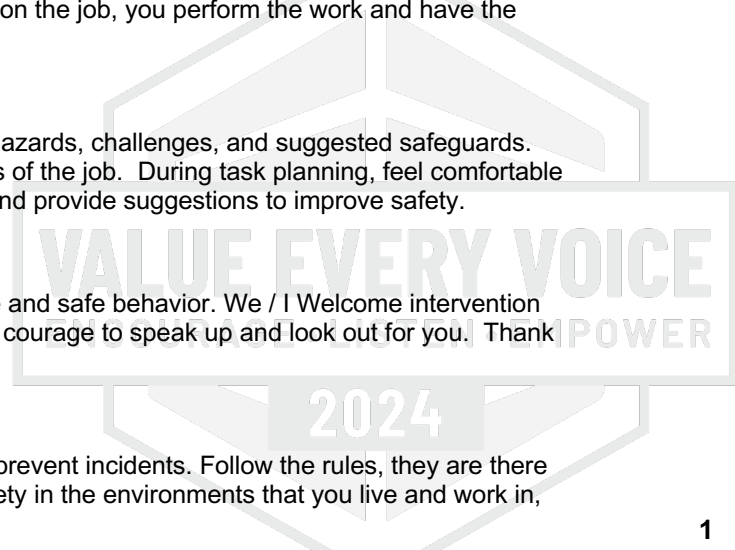 on the job, you perform the work and have the
azards, challenges, and suggested safeguards.
s of the job.  During task planning, feel comfortable
nd provide suggestions to improve safety.
VALUE EVERY VOICE
and safe behavior. We / I Welcome intervention
courage to speak up and look out for you.  Thank
ENCOURAGE LISTEN EMPOWER
2024
prevent incidents. Follow the rules, they are there
ety in the environments that you live and work in,
1